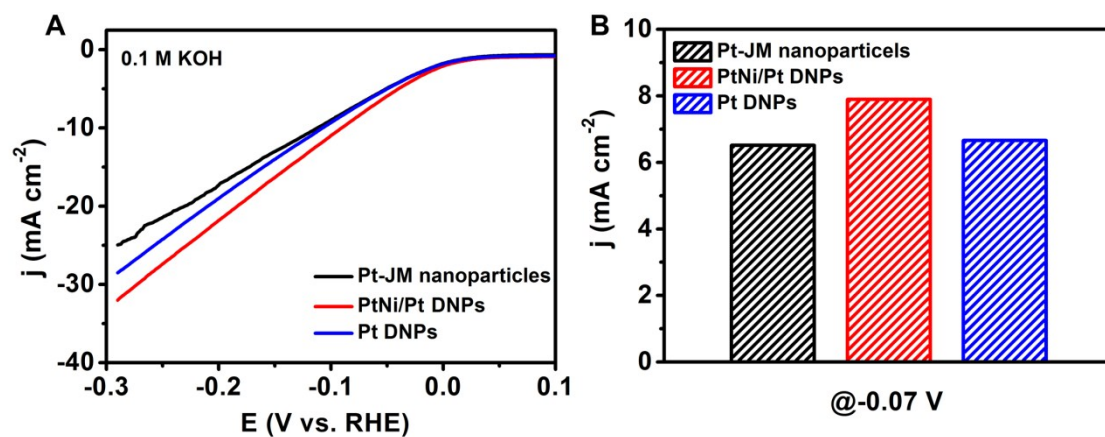 A
0.1 M KOH
0
-10
-20
-30
-40
j (mA cm-2)
Pt-JM nanoparticles
PtNi/Pt DNPs
Pt DNPs
-0.3
-0.2
-0.1
0.0
0.1
E (V vs. RHE)
B
Pt-JM nanoparticels
PtNi/Pt DNPs
Pt DNPs
10
8
6
4
2
0
j (mA cm-2)
@-0.07 V